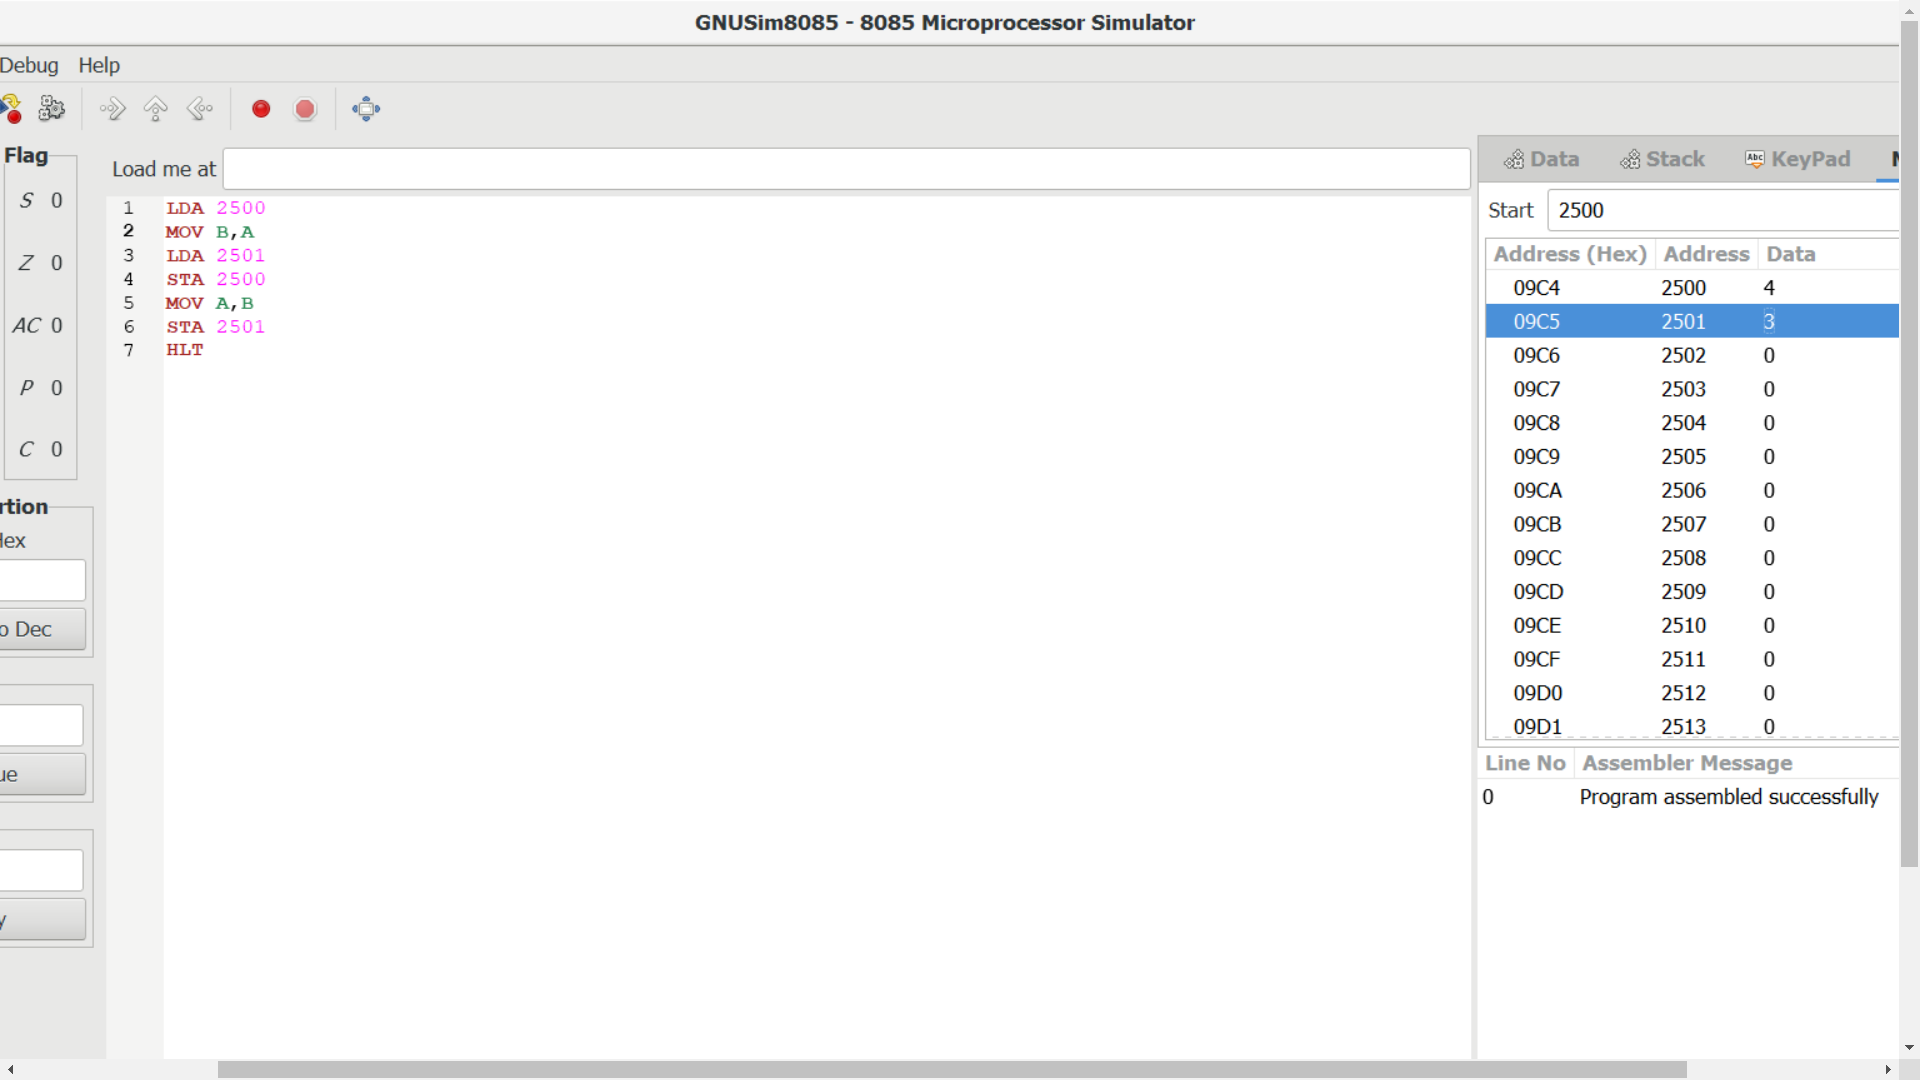 GNUSim8085 - 8085 Microprocessor Simulator
Debug Help
Flag
S 0
Z 0
AC 0
P 0
C 0
Load me at
1 LDA 2500
2 MOV B,A
3 LDA 2501
4 STA 2500
5 MOV A,B
6 STA 2501
7 HLT
Data Stack KeyPad
Start 2500
Address (Hex) Address Data
09C4 2500 4
09C5 2501 3
09C6 2502 0
09C7 2503 0
09C8 2504 0
09C9 2505 0
09CA 2506 0
09CB 2507 0
09CC 2508 0
09CD 2509 0
09CE 2510 0
09CF 2511 0
09D0 2512 0
09D1 2513 0
Line No Assembler Message
0 Program assembled successfully
Dec